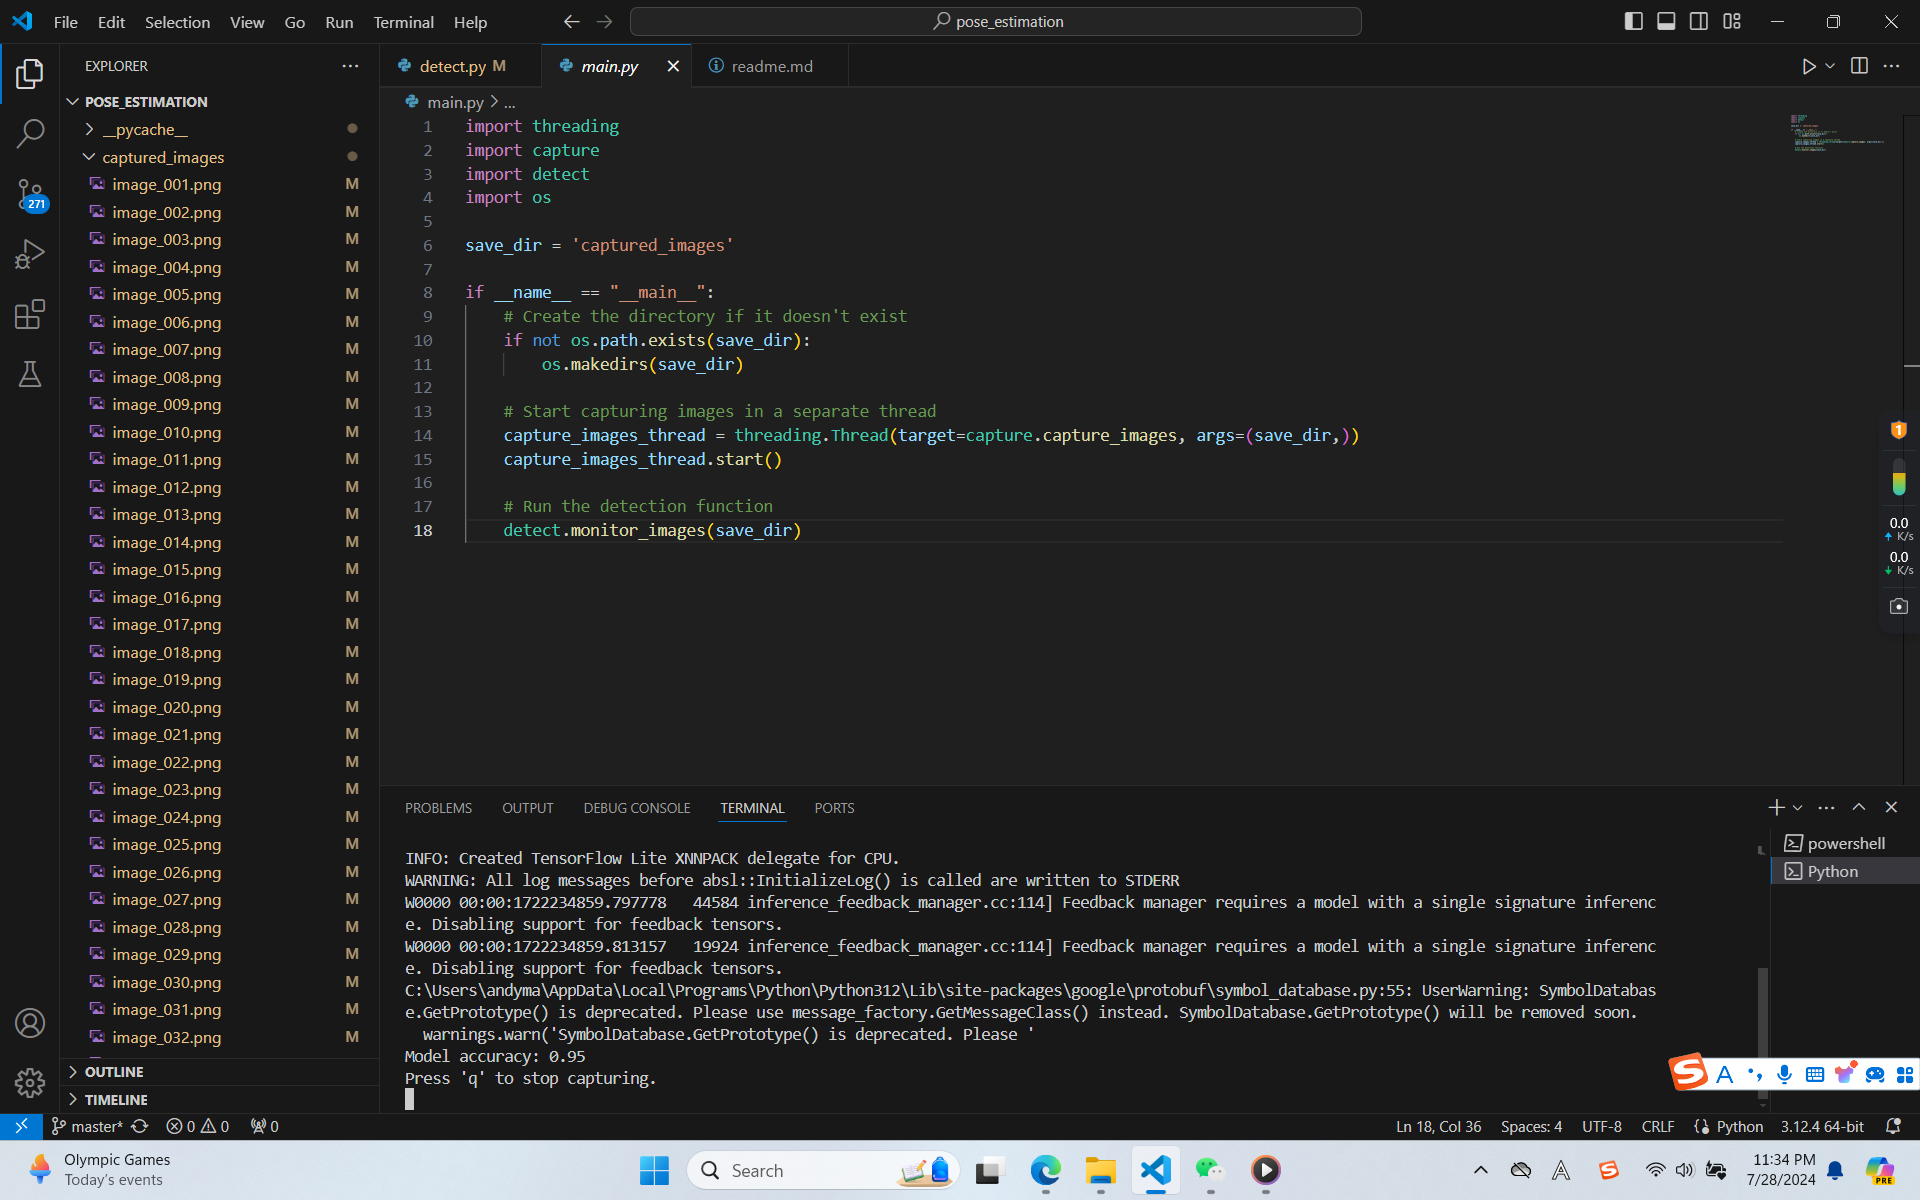 File Edit Selection View Go Run Terminal Help
pose_estimation
EXPLORER
POSE_ESTIMATION
__pycache__
captured_images
image_001.png M
image_002.png M
image_003.png M
image_004.png M
image_005.png M
image_006.png M
image_007.png M
image_008.png M
image_009.png M
image_010.png M
image_011.png M
image_012.png M
image_013.png M
image_014.png M
image_015.png M
image_016.png M
image_017.png M
image_018.png M
image_019.png M
image_020.png M
image_021.png M
image_022.png M
image_023.png M
image_024.png M
image_025.png M
image_026.png M
image_027.png M
image_028.png M
image_029.png M
image_030.png M
image_031.png M
image_032.png M
OUTLINE
TIMELINE
271
detect.py M
main.py
readme.md
main.py > ...
1 import threading
2 import capture
3 import detect
4 import os
5
6 save_dir = 'captured_images'
7
8 if __name__ == "__main__":
9 # Create the directory if it doesn't exist
10 if not os.path.exists(save_dir):
11 os.makedirs(save_dir)
12
13 # Start capturing images in a separate thread
14 capture_images_thread = threading.Thread(target=capture.capture_images, args=(save_dir,))
15 capture_images_thread.start()
16
17 # Run the detection function
18 detect.monitor_images(save_dir)
1
0.0
K/s
0.0
K/s
PROBLEMS OUTPUT DEBUG CONSOLE TERMINAL PORTS
powershell
Python
INFO: Created TensorFlow Lite XNNPACK delegate for CPU.
WARNING: All log messages before absl::InitializeLog() is called are written to STDERR
W0000 00:00:1722234859.797778 44584 inference_feedback_manager.cc:114] Feedback manager requires a model with a single signature inferenc
e. Disabling support for feedback tensors.
W0000 00:00:1722234859.813157 19924 inference_feedback_manager.cc:114] Feedback manager requires a model with a single signature inferenc
e. Disabling support for feedback tensors.
C:\Users\andyma\AppData\Local\Programs\Python\Python312\Lib\site-packages\google\protobuf\symbol_database.py:55: UserWarning: SymbolDatabas
e.GetPrototype() is deprecated. Please use message_factory.GetMessageClass() instead. SymbolDatabase.GetPrototype() will be removed soon.
warnings.warn('SymbolDatabase.GetPrototype() is deprecated. Please '
Model accuracy: 0.95
Press 'q' to stop capturing.
S A
master* 0 0 0
Ln 18, Col 36 Spaces: 4 UTF-8 CRLF Python 3.12.4 64-bit
Olympic Games
Today's events
Search
11:34 PM
7/28/2024
PRE